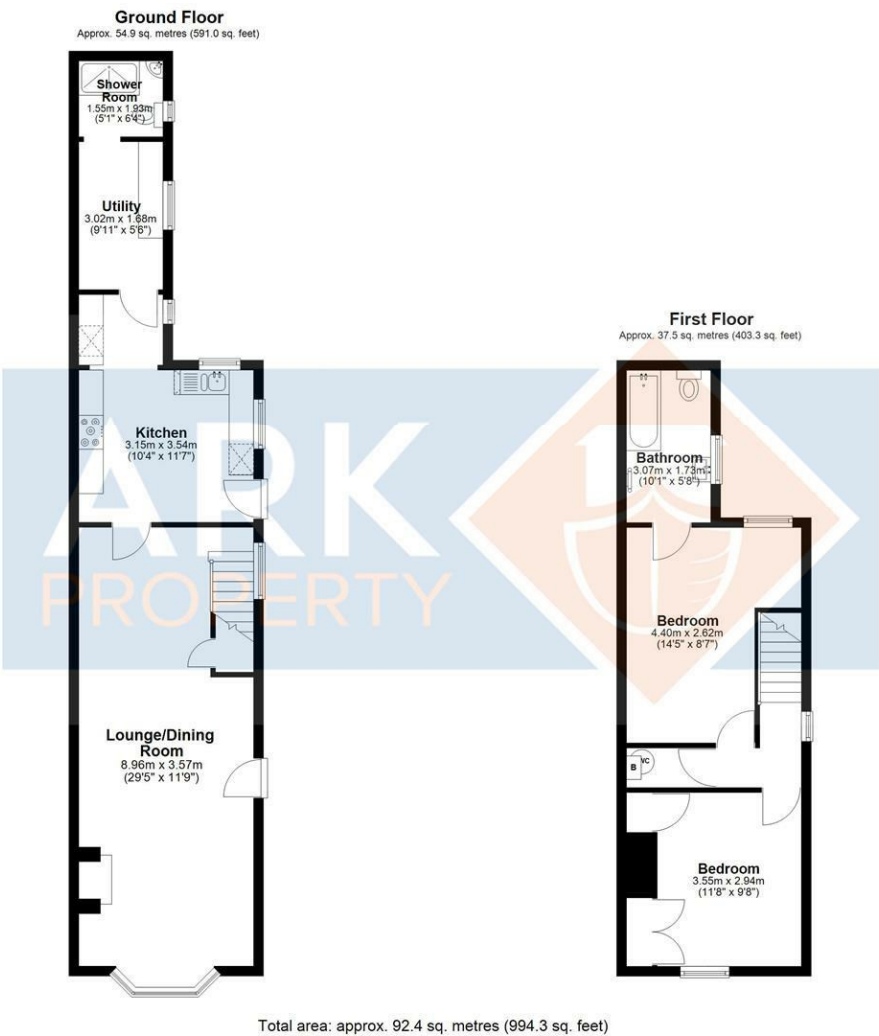 Ground Floor
Approx. 54.9 sq. metres (591.0 sq. feet)
Shower
Room
1.55m x 1.93m
(5'1" x 6'4")
Utility
3.02m x 1.68m
(9'11" x 5'6")
Kitchen
3.15m x 3.54m
(10'4" x 11'7")
Lounge/Dining
Room
8.96m x 3.57m
(29'5" x 11'9")
First Floor
Approx. 37.5 sq. metres (403.3 sq. feet)
Bathroom
3.07m x 1.73m
(10'1" x 5'8")
Bedroom
4.40m x 2.62m
(14'5" x 8'7")
B
WC
Bedroom
3.55m x 2.94m
(11'8" x 9'8")
ARK
PROPERTY
Total area: approx. 92.4 sq. metres (994.3 sq. feet)